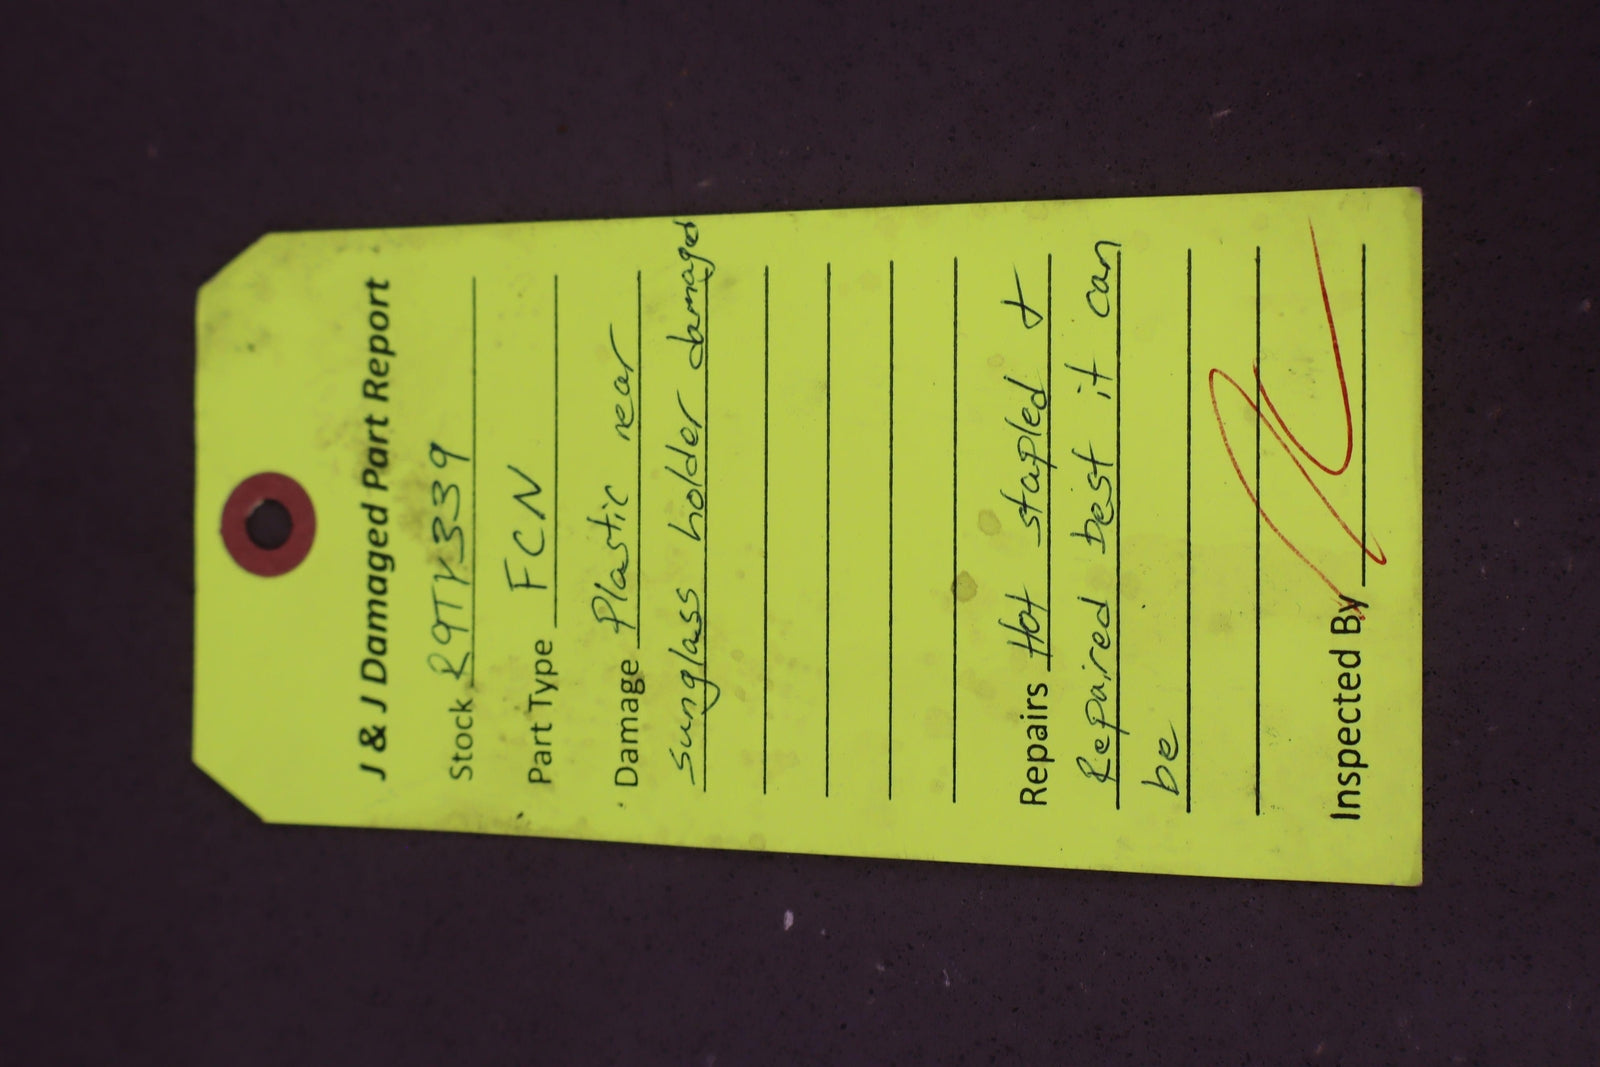 J & J Damaged Part Report
Stock R9TY339
Part Type FCN
Damage Plastic near
sunglass holder damaged
Repairs Hot stapled &
Repaired best it can
be
Inspected By